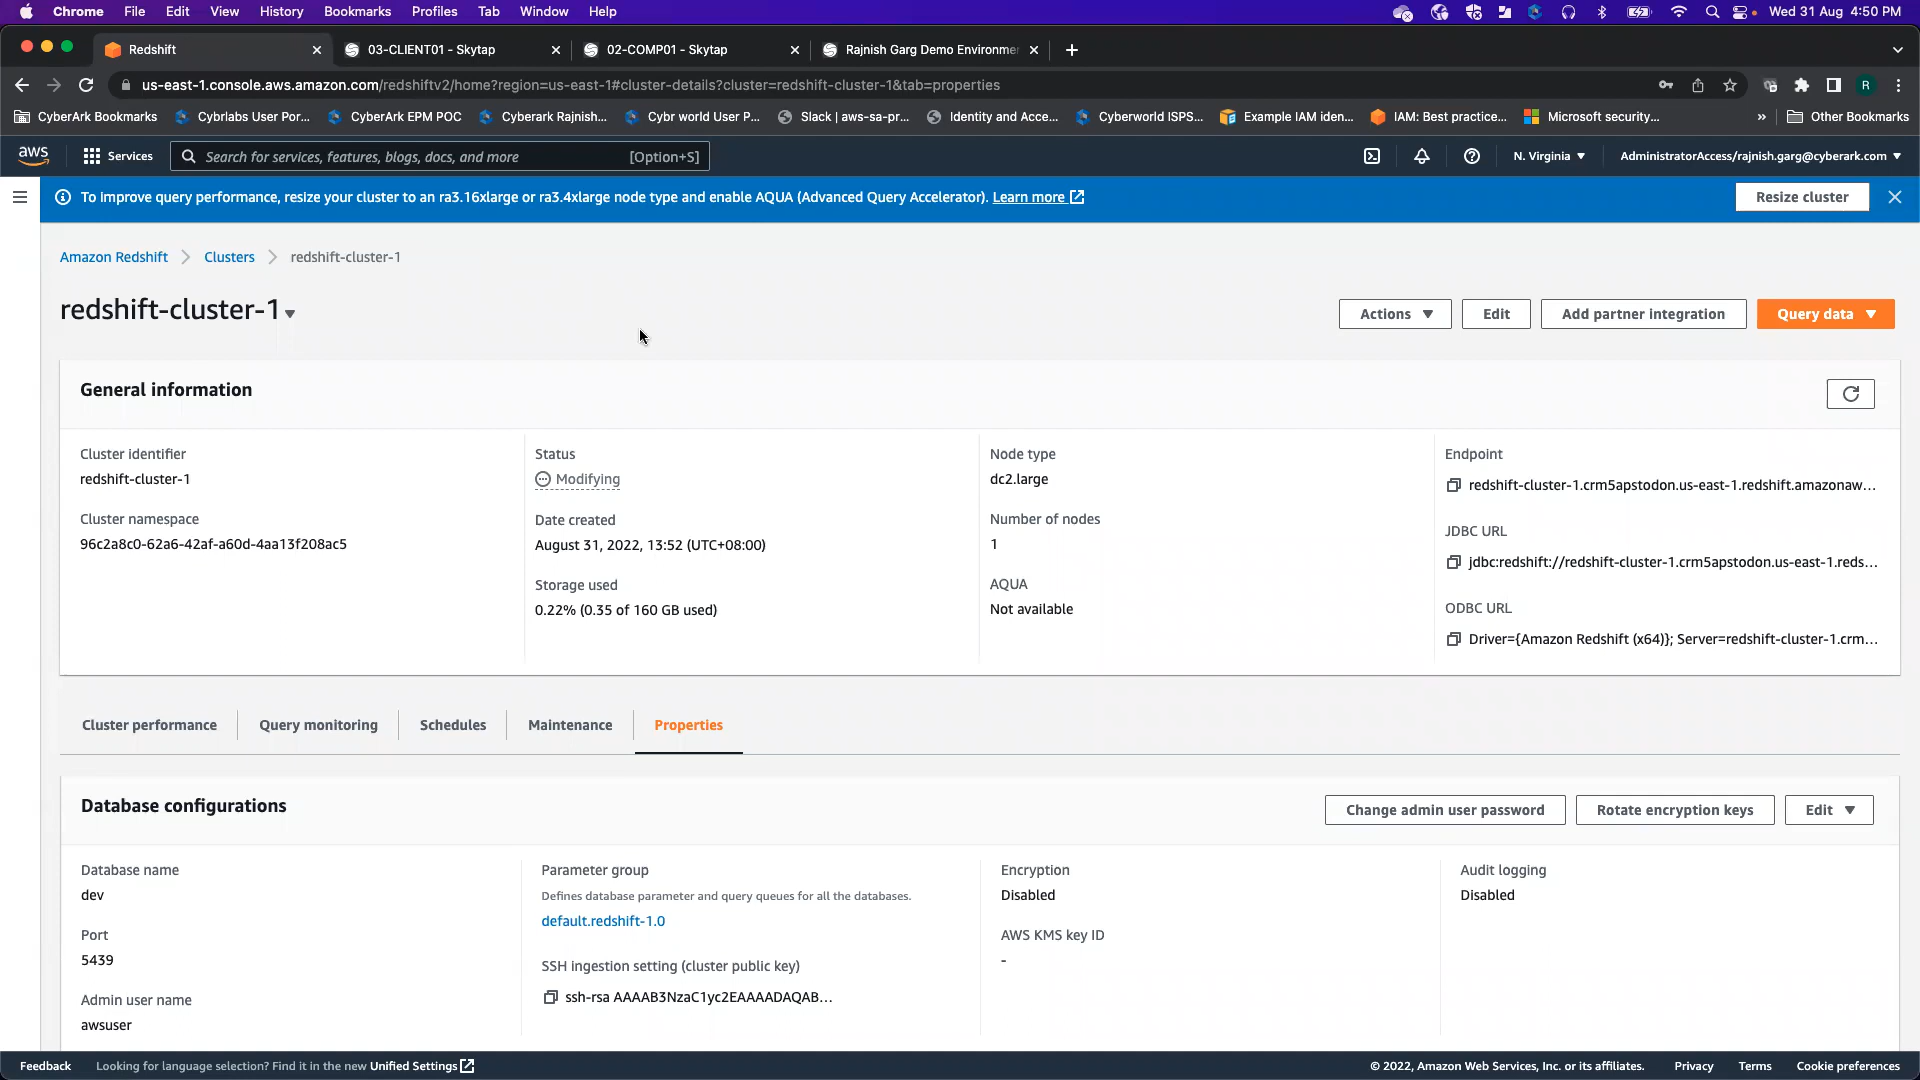 Chrome File Edit View History Bookmarks Profiles Tab Window Help Wed 31 Aug 4:50 PM
Redshift 03-CLIENT01 - Skytap 02-COMP01 - Skytap Rajnish Garg Demo Environme
us-east-1.console.aws.amazon.com/redshiftv2/home?region=us-east-1#cluster-details?cluster=redshift-cluster-1&tab=properties R
CyberArk Bookmarks Cybrlabs User Por... CyberArk EPM POC Cyberark Rajnish... Cybr world User P... Slack | aws-sa-pr... Identity and Acce... Cyberworld ISPS... Example IAM iden... IAM: Best practice... Microsoft security... » Other Bookmarks
aws Services Search for services, features, blogs, docs, and more [Option+S] N. Virginia AdministratorAccess/rajnish.garg@cyberark.com
To improve query performance, resize your cluster to an ra3.16xlarge or ra3.4xlarge node type and enable AQUA (Advanced Query Accelerator). Learn more Resize cluster
Amazon Redshift > Clusters > redshift-cluster-1
redshift-cluster-1 Actions Edit Add partner integration Query data
General information
Cluster identifier Status Node type Endpoint
redshift-cluster-1 Modifying dc2.large redshift-cluster-1.crm5apstodon.us-east-1.redshift.amazonaw...
Cluster namespace Date created Number of nodes JDBC URL
96c2a8c0-62a6-42af-a60d-4aa13f208ac5 August 31, 2022, 13:52 (UTC+08:00) 1 jdbc:redshift://redshift-cluster-1.crm5apstodon.us-east-1.reds...
Storage used AQUA ODBC URL
0.22% (0.35 of 160 GB used) Not available Driver={Amazon Redshift (x64)}; Server=redshift-cluster-1.crm...
Cluster performance Query monitoring Schedules Maintenance Properties
Database configurations Change admin user password Rotate encryption keys Edit
Database name Parameter group Encryption Audit logging
dev Defines database parameter and query queues for all the databases. Disabled Disabled
default.redshift-1.0
Port AWS KMS key ID
5439 SSH ingestion setting (cluster public key) -
Admin user name ssh-rsa AAAAB3NzaC1yc2EAAAADAQAB...
awsuser
Feedback Looking for language selection? Find it in the new Unified Settings © 2022, Amazon Web Services, Inc. or its affiliates. Privacy Terms Cookie preferences